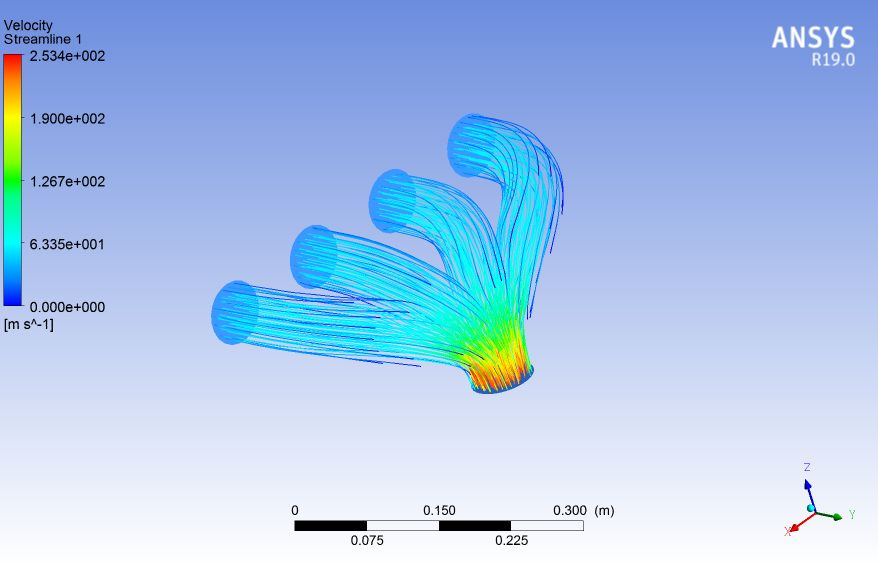 Velocity
Streamline 1
2.534e+002
1.900e+002
1.267e+002
6.335e+001
0.000e+000
[m s^-1]
ANSYS
R19.0
0 0.150 0.300 (m)
0.075 0.225
Z
Y
X